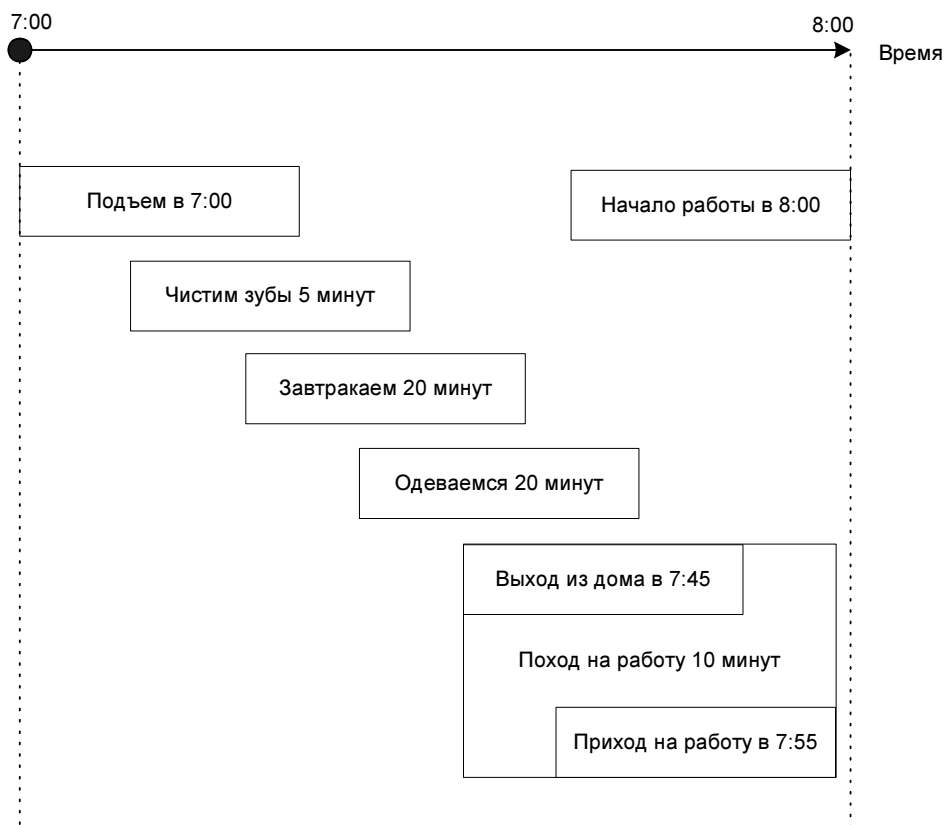 7:00
8:00
Время
Подъем в 7:00
Начало работы в 8:00
Чистим зубы 5 минут
Завтракаем 20 минут
Одеваемся 20 минут
Выход из дома в 7:45
Поход на работу 10 минут
Приход на работу в 7:55